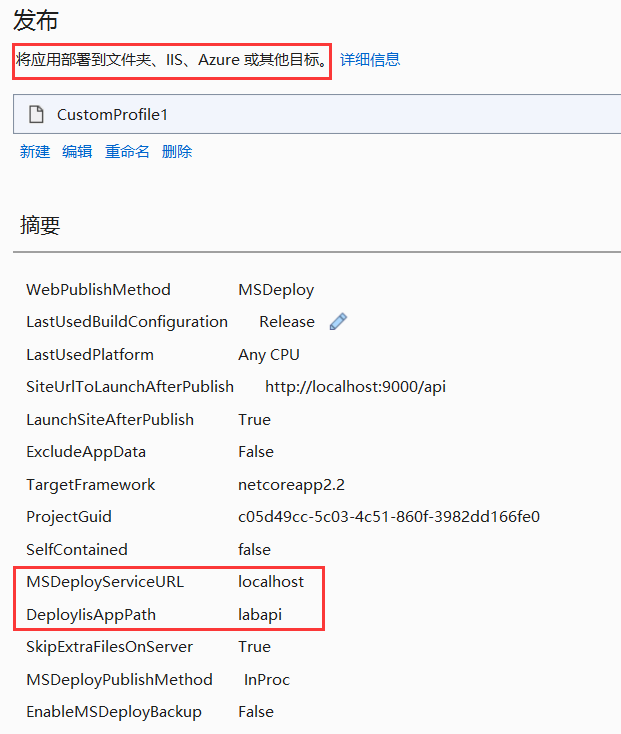 发布
将应用部署到文件夹、IIS、Azure 或其他目标。 详细信息
CustomProfile1
新建 编辑 重命名 删除
摘要
WebPublishMethod MSDeploy
LastUsedBuildConfiguration Release
LastUsedPlatform Any CPU
SiteUrlToLaunchAfterPublish http://localhost:9000/api
LaunchSiteAfterPublish True
ExcludeAppData False
TargetFramework netcoreapp2.2
ProjectGuid c05d49cc-5c03-4c51-860f-3982dd166fe0
SelfContained false
MSDeployServiceURL localhost
DeployIisAppPath labapi
SkipExtraFilesOnServer True
MSDeployPublishMethod InProc
EnableMSDeployBackup False